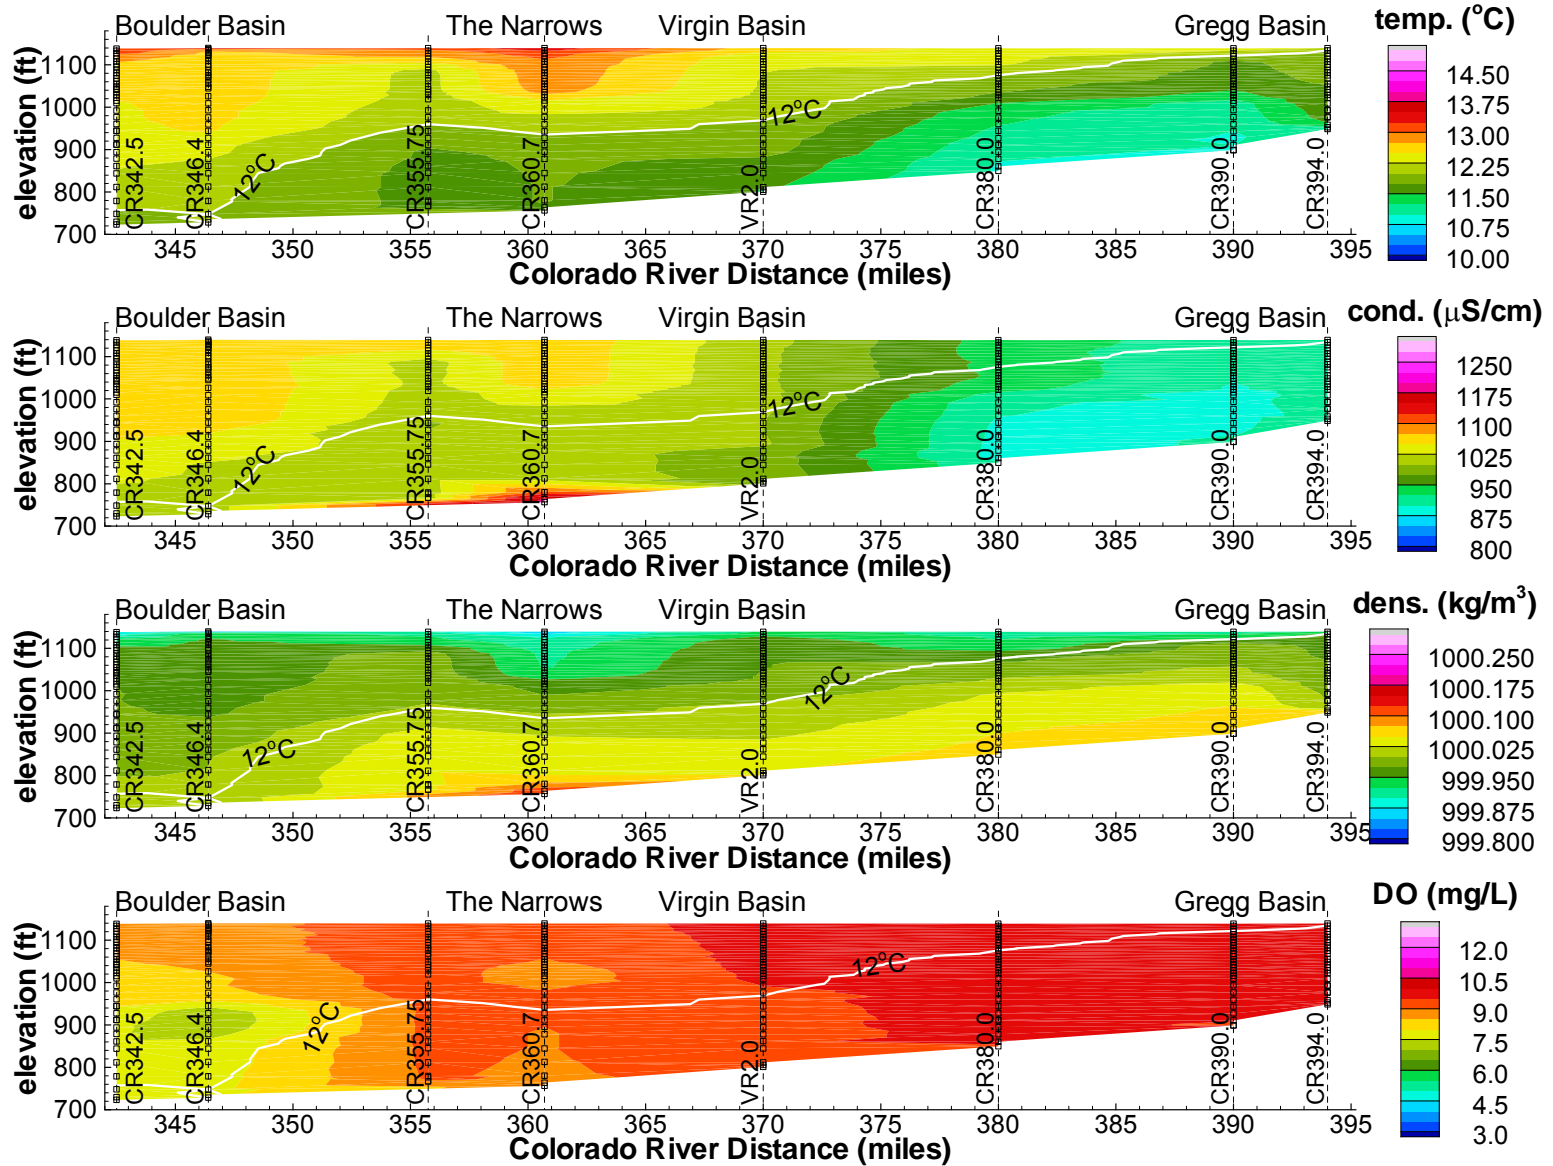 Boulder Basin The Narrows Virgin Basin Gregg Basin temp. (°C)
elevation (ft)
1100
1000
900
800
700
CR342.5 CR346.4 12°C CR355.75 CR360.7 VR2.0 12°C CR380.0 CR390.0 CR394.0
345 350 355 360 365 370 375 380 385 390 395
Colorado River Distance (miles)
14.50
13.75
13.00
12.25
11.50
10.75
10.00
Boulder Basin The Narrows Virgin Basin Gregg Basin cond. (μS/cm)
elevation (ft)
1100
1000
900
800
700
CR342.5 CR346.4 12°C CR355.75 CR360.7 VR2.0 12°C CR380.0 CR390.0 CR394.0
345 350 355 360 365 370 375 380 385 390 395
Colorado River Distance (miles)
1250
1175
1100
1025
950
875
800
Boulder Basin The Narrows Virgin Basin Gregg Basin dens. (kg/m³)
elevation (ft)
1100
1000
900
800
700
CR342.5 CR346.4 12°C CR355.75 CR360.7 VR2.0 12°C CR380.0 CR390.0 CR394.0
345 350 355 360 365 370 375 380 385 390 395
Colorado River Distance (miles)
1000.250
1000.175
1000.100
1000.025
999.950
999.875
999.800
Boulder Basin The Narrows Virgin Basin Gregg Basin DO (mg/L)
elevation (ft)
1100
1000
900
800
700
CR342.5 CR346.4 12°C CR355.75 CR360.7 VR2.0 12°C CR380.0 CR390.0 CR394.0
345 350 355 360 365 370 375 380 385 390 395
Colorado River Distance (miles)
12.0
10.5
9.0
7.5
6.0
4.5
3.0